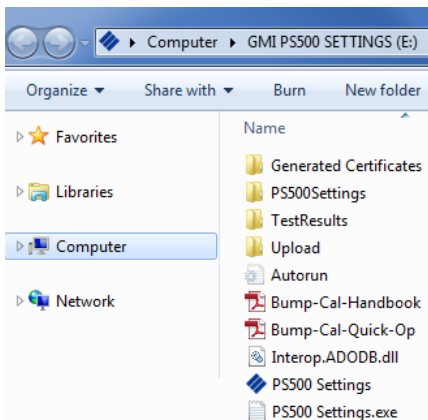 Computer GMI PS500 SETTINGS (E:)
Organize Share with Burn New folder
Favorites
Libraries
Computer
Network
Name
Generated Certificates
PS500Settings
TestResults
Upload
Autorun
Bump-Cal-Handbook
Bump-Cal-Quick-Op
Interop.ADODB.dll
PS500 Settings
PS500 Settings.exe